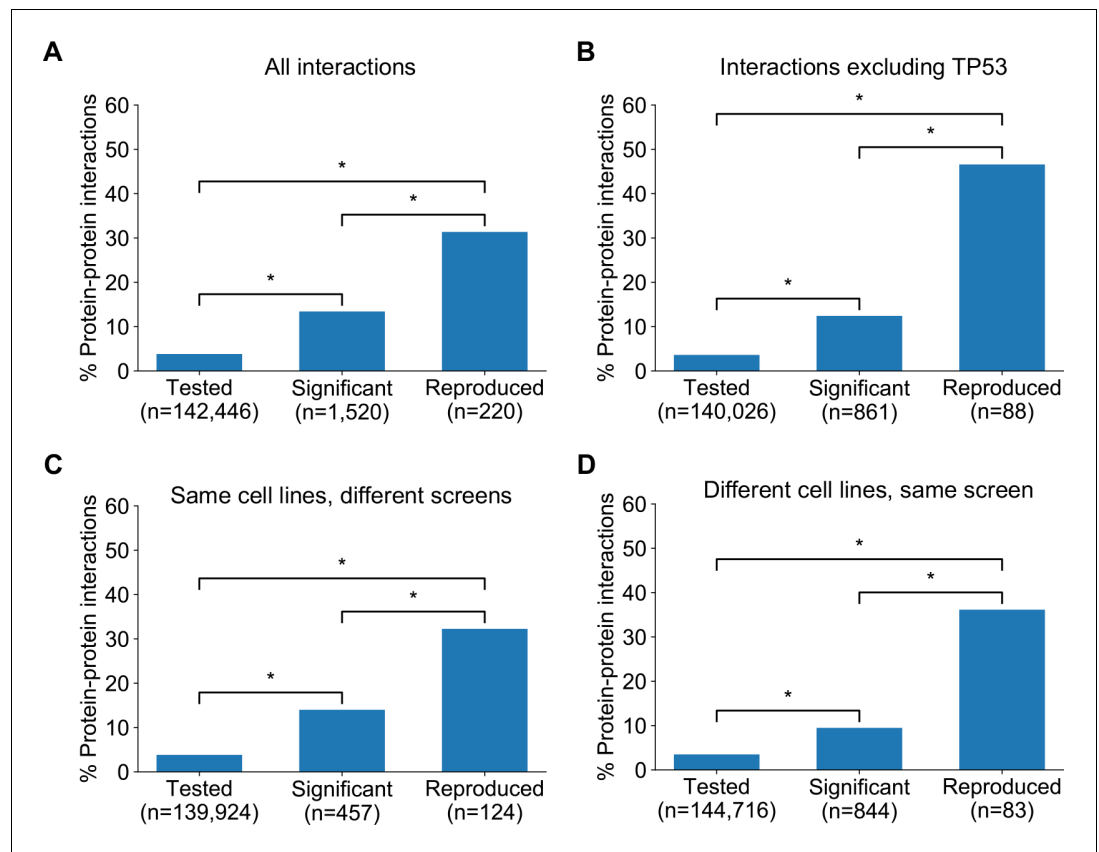 A
All interactions
% Protein-protein interactions
60
50
40
30
20
10
0
*
*
*
Tested
(n=142,446)
Significant
(n=1,520)
Reproduced
(n=220)
B
Interactions excluding TP53
% Protein-protein interactions
60
50
40
30
20
10
0
*
*
*
Tested
(n=140,026)
Significant
(n=861)
Reproduced
(n=88)
C
Same cell lines, different screens
% Protein-protein interactions
60
50
40
30
20
10
0
*
*
*
Tested
(n=139,924)
Significant
(n=457)
Reproduced
(n=124)
D
Different cell lines, same screen
% Protein-protein interactions
60
50
40
30
20
10
0
*
*
*
Tested
(n=144,716)
Significant
(n=844)
Reproduced
(n=83)